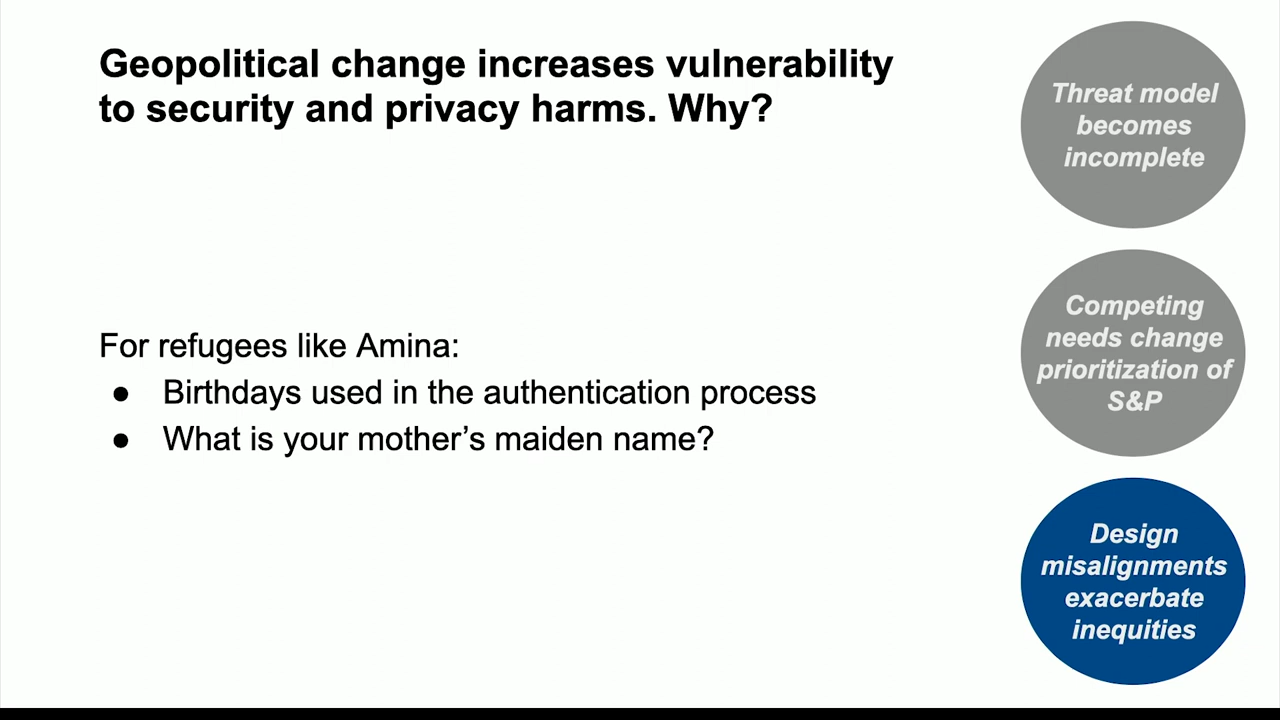 Geopolitical change increases vulnerability
to security and privacy harms. Why?
For refugees like Amina:
● Birthdays used in the authentication process
● What is your mother’s maiden name?
Threat model
becomes
incomplete
Competing
needs change
prioritization of
S&P
Design
misalignments
exacerbate
inequities